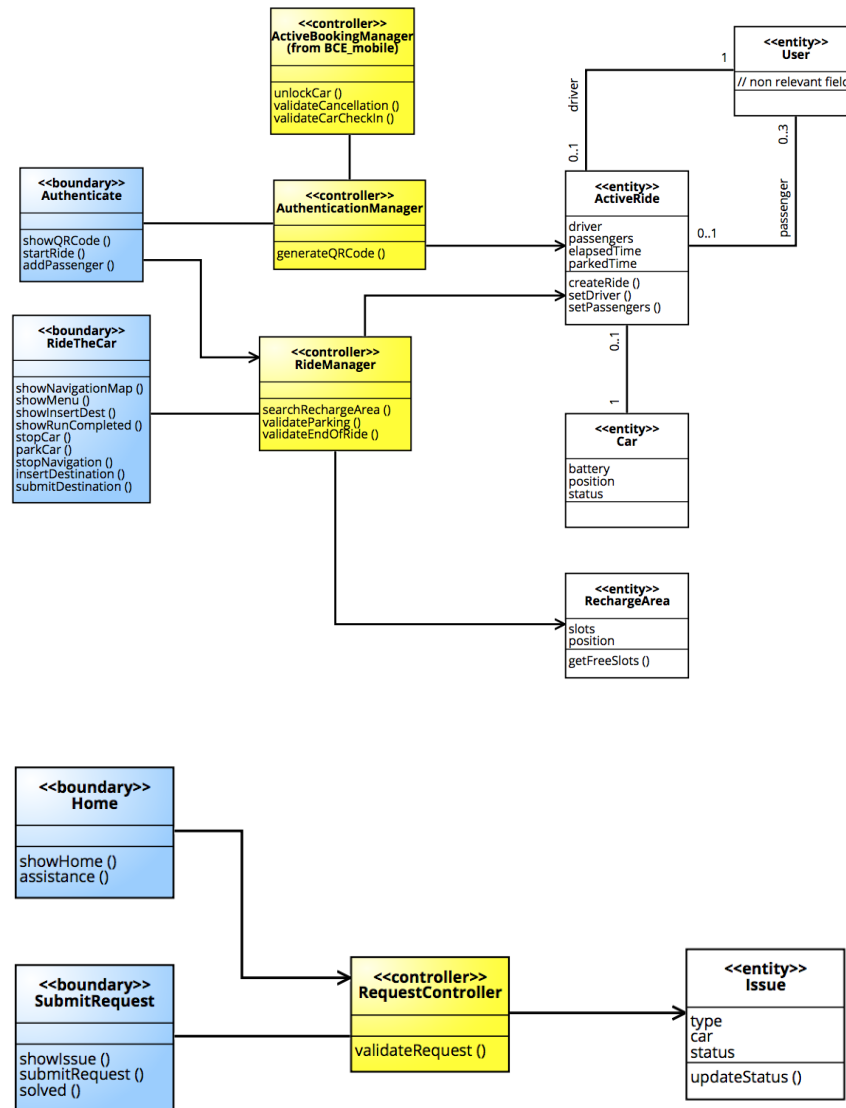 <<controller>>
ActiveBookingManager
(from BCE_mobile)
unlockCar ()
validateCancellation ()
validateCarCheckIn ()
<<entity>>
User
// non relevant field
1
driver
0..1
0..3
passenger
0..1
<<boundary>>
Authenticate
showQRCode ()
startRide ()
addPassenger ()
<<controller>>
AuthenticationManager
generateQRCode ()
<<entity>>
ActiveRide
driver
passengers
elapsedTime
parkedTime
createRide ()
setDriver ()
setPassengers ()
0..1
1
<<boundary>>
RideTheCar
showNavigationMap ()
showMenu ()
showInsertDest ()
showRunCompleted ()
stopCar ()
parkCar ()
stopNavigation ()
insertDestination ()
submitDestination ()
<<controller>>
RideManager
searchRechargeArea ()
validateParking ()
validateEndOfRide ()
<<entity>>
Car
battery
position
status
<<entity>>
RechargeArea
slots
position
getFreeSlots ()
<<boundary>>
Home
showHome ()
assistance ()
<<boundary>>
SubmitRequest
showIssue ()
submitRequest ()
solved ()
<<controller>>
RequestController
validateRequest ()
<<entity>>
Issue
type
car
status
updateStatus ()